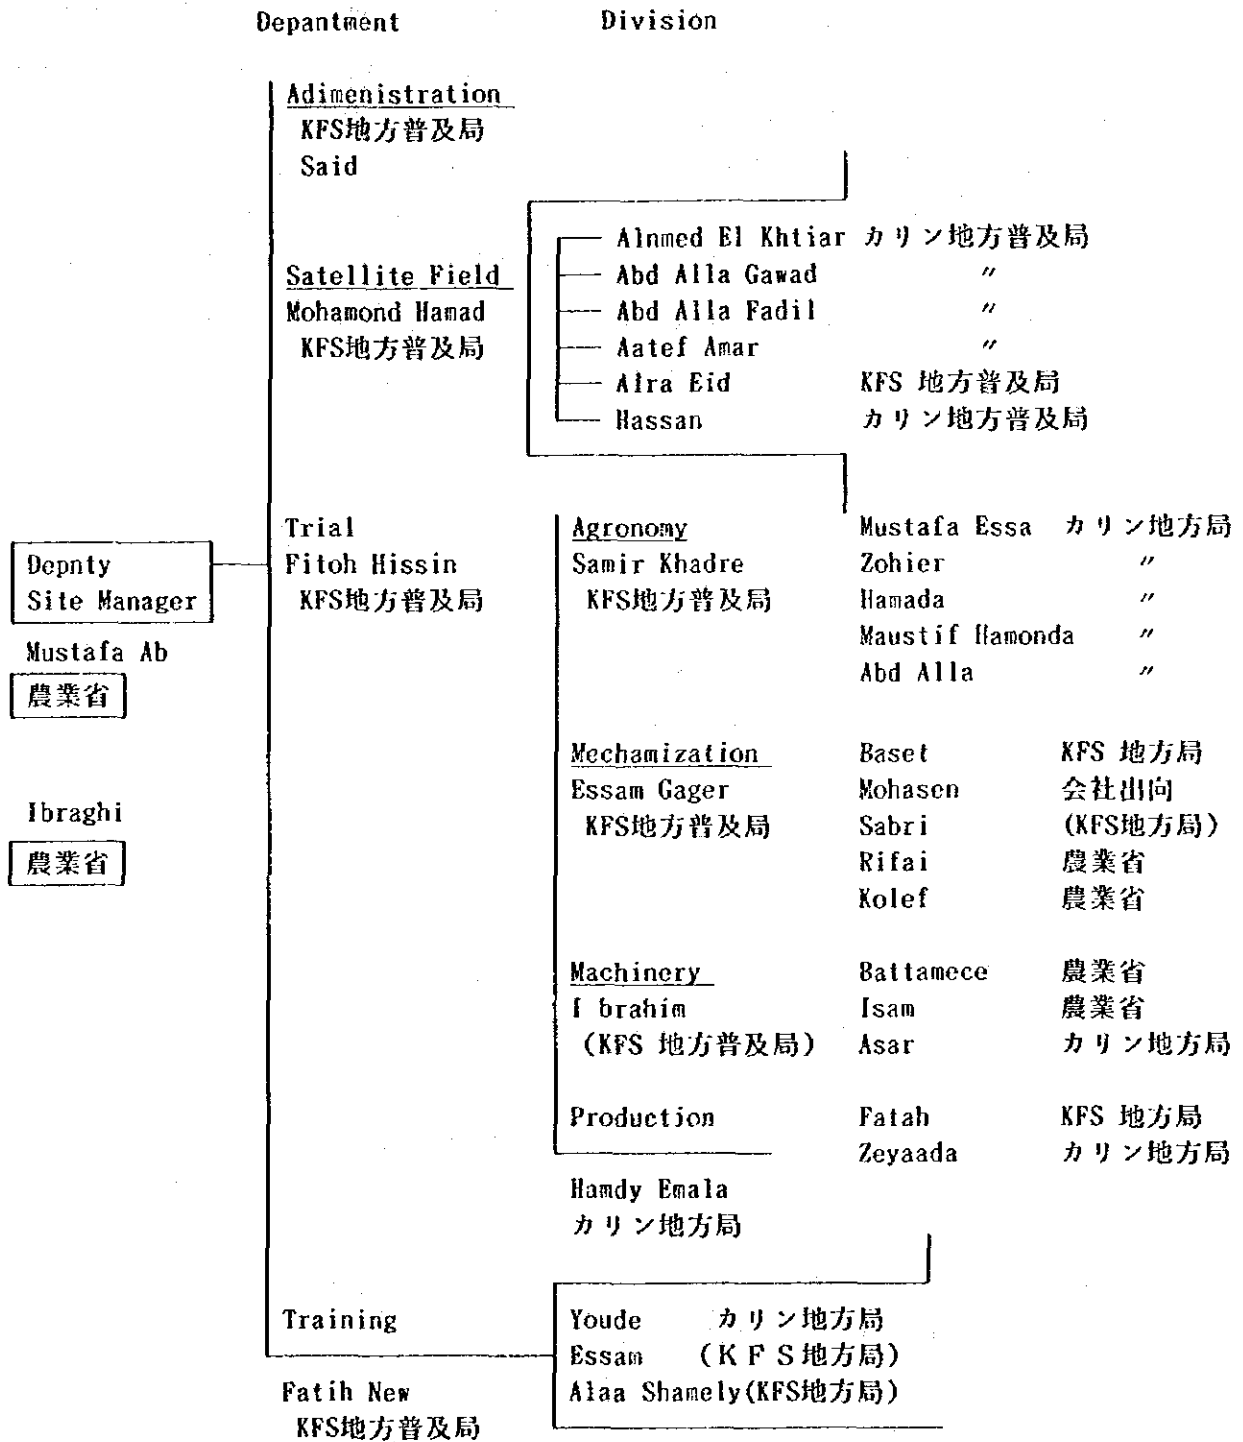 Depantment Division
Adimenistration
KFS地方普及局
Said
Alnmed El Khtiar カリン地方普及局
Satellite Field
Abd Alla Gawad 〃
Mohamond Hamad
Abd Alla Fadil 〃
KFS地方普及局
Aatef Amar 〃
Alra Eid KFS 地方普及局
Hassan カリン地方普及局
Trial
Fitoh Hissin
KFS地方普及局
Agronomy
Samir Khadre
KFS地方普及局
Mustafa Essa カリン地方局
Zohier 〃
Hamada 〃
Maustif Hamonda 〃
Abd Alla 〃
Depnty
Site Manager
Mustafa Ab
農業省
Ibraghi
農業省
Mechamization
Essam Gager
KFS地方普及局
Baset KFS 地方局
Mohasen 会社出向
Sabri (KFS地方局)
Rifai 農業省
Kolef 農業省
Machinery
I brahim
(KFS 地方普及局)
Battamece 農業省
Isam 農業省
Asar カリン地方局
Production
Fatah KFS 地方局
Zeyaada カリン地方局
Hamdy Emala
カリン地方局
Training
Youde カリン地方局
Essam (KFS地方局)
Fatih New
Alaa Shamely(KFS地方局)
KFS地方普及局